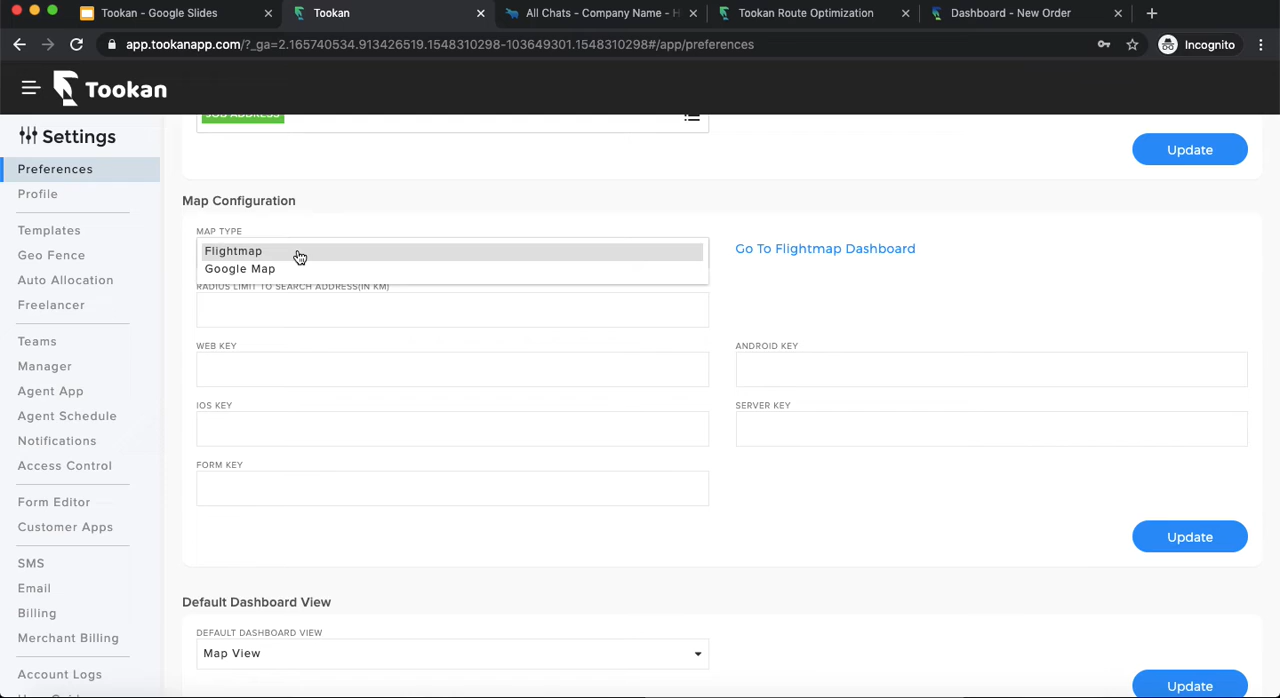 Tookan - Google Slides
Tookan
All Chats - Company Name - H
Tookan Route Optimization
Dashboard - New Order
app.tookanapp.com/?_ga=2.165740534.913426519.1548310298-103649301.1548310298#/app/preferences
Incognito
Tookan
Settings
Preferences
Profile
Templates
Geo Fence
Auto Allocation
Freelancer
Teams
Manager
Agent App
Agent Schedule
Notifications
Access Control
Form Editor
Customer Apps
SMS
Email
Billing
Merchant Billing
Account Logs
JOB ADDRESS
Update
Map Configuration
MAP TYPE
Flightmap
Google Map
Go To Flightmap Dashboard
RADIUS LIMIT TO SEARCH ADDRESS(IN KM)
WEB KEY
ANDROID KEY
IOS KEY
SERVER KEY
FORM KEY
Update
Default Dashboard View
DEFAULT DASHBOARD VIEW
Map View
Update